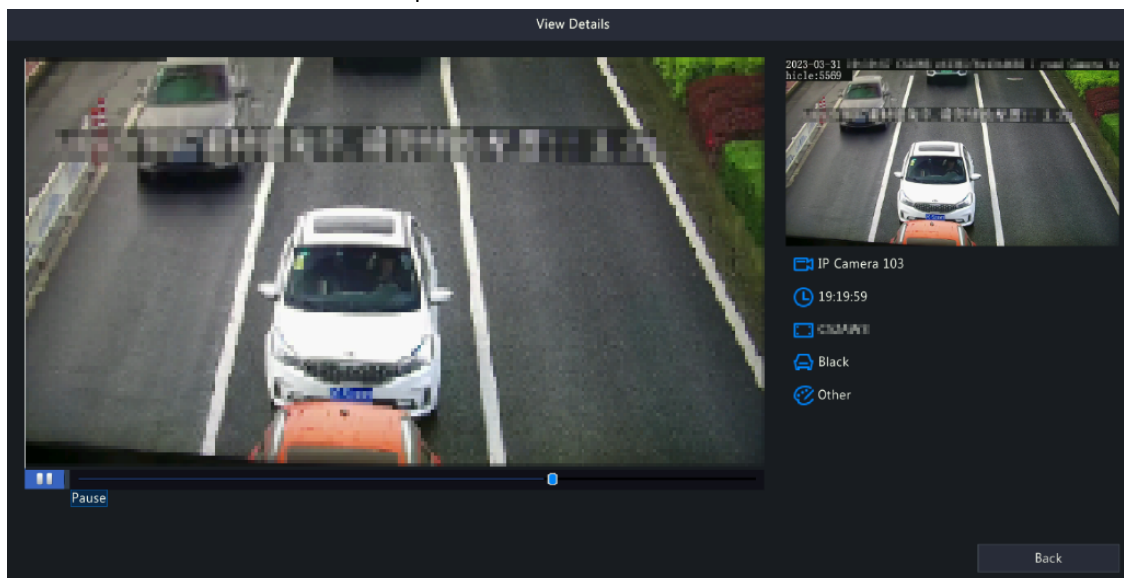 View Details
2023-03-31
hicle:5569
IP Camera 103
19:19:59
Black
Other
Pause
Back